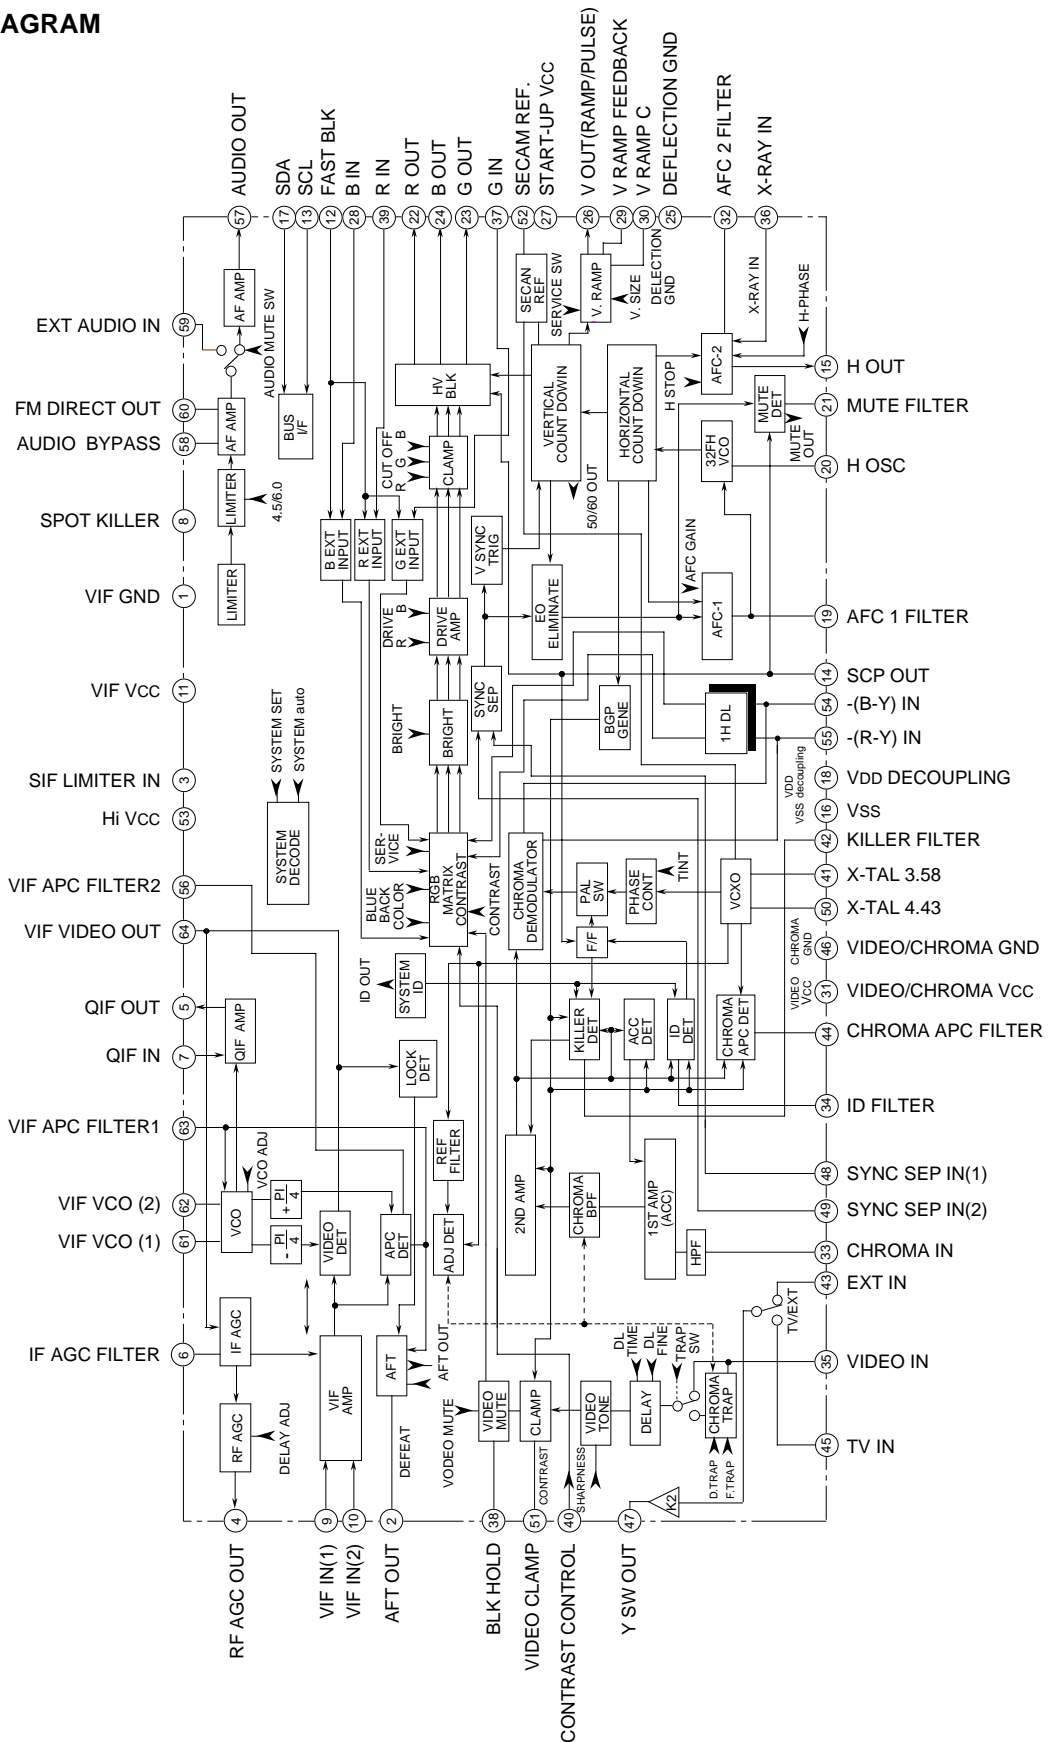 AGRAM
AUDIO OUT
SDA
SCL
FAST BLK
B IN
R IN
R OUT
B OUT
G OUT
G IN
SECAM REF.
START-UP VCC
V OUT(RAMP/PULSE)
V RAMP FEEDBACK
V RAMP C
DEFLECTION GND
AFC 2 FILTER
X-RAY IN
57
17
13
12
28
39
22
24
23
37
52
27
26
29
30
25
32
36
EXT AUDIO IN
59
FM DIRECT OUT
60
AUDIO BYPASS
58
SPOT KILLER
8
VIF GND
1
VIF VCC
11
SIF LIMITER IN
3
Hi VCC
53
VIF APC FILTER2
56
VIF VIDEO OUT
64
QIF OUT
5
QIF IN
7
VIF APC FILTER1
63
VIF VCO (2)
62
VIF VCO (1)
61
IF AGC FILTER
6
15
H OUT
21
MUTE FILTER
20
H OSC
19
AFC 1 FILTER
14
SCP OUT
54
-(B-Y) IN
55
-(R-Y) IN
18
VDD DECOUPLING
16
VSS
42
KILLER FILTER
41
X-TAL 3.58
50
X-TAL 4.43
46
VIDEO/CHROMA GND
31
VIDEO/CHROMA VCC
44
CHROMA APC FILTER
34
ID FILTER
48
SYNC SEP IN(1)
49
SYNC SEP IN(2)
33
CHROMA IN
43
EXT IN
35
VIDEO IN
45
TV IN
AF AMP
AUDIO MUTE SW
AF AMP
LIMITER
4.5/6.0
LIMITER
BUS
I/F
SECAN
REF
SERVICE SW
V. RAMP
V. SIZE
DELECTION
GND
X-RAY IN
H-PHASE
HV
BLK
VERTICAL
COUNT DOWIN
HORIZONTAL
COUNT DOWIN
H STOP
AFC-2
MUTE
DET
MUTE
OUT
CUT OFF
R G B
CLAMP
50/60 OUT
32FH
VCO
B EXT
INPUT
R EXT
INPUT
G EXT
INPUT
V SYNC
TRIG
AFC GAIN
EO
ELIMINATE
AFC-1
DRIVE
R B
DRIVE
AMP
SYNC
SEP
BRIGHT
BRIGHT
BGP
GENE
1H DL
SYSTEM SET
SYSTEM auto
SYSTEM
DECODE
SER-
VICE
BLUE
BACK
COLOR
RGB
MATRIX
CONTRAST
CONTRAST
CHROMA
DEMODULATOR
PAL
SW
PHASE
CONT
TINT
VCXO
VDD
VSS decoupling
CHROMA
GND
VIDEO
VCC
F/F
ID OUT
SYSTEM
ID
KILLER
DET
ACC
DET
ID
DET
CHROMA
APC DET
QIF AMP
LOCK
DET
REF
FILTER
VCO ADJ
VCO
+ PI
4
- PI
4
VIDEO
DET
APC
DET
ADJ DET
2ND AMP
CHROMA
BPF
1ST AMP
(ACC)
HPF
TV/EXT
IF AGC
VIF
AMP
AFT
AFT OUT
DEFEAT
RF AGC
DELAY ADJ
VODEO MUTE
VIDEO
MUTE
CLAMP
CONTRAST
VIDEO
TONE
SHARPNESS
DELAY
DL
TIME
DL
FINE
TRAP
SW
CHROMA
TRAP
D.TRAP
F.TRAP
K2
4
9
10
2
38
51
40
47
RF AGC OUT
VIF IN(1)
VIF IN(2)
AFT OUT
BLK HOLD
VIDEO CLAMP
CONTRAST CONTROL
Y SW OUT